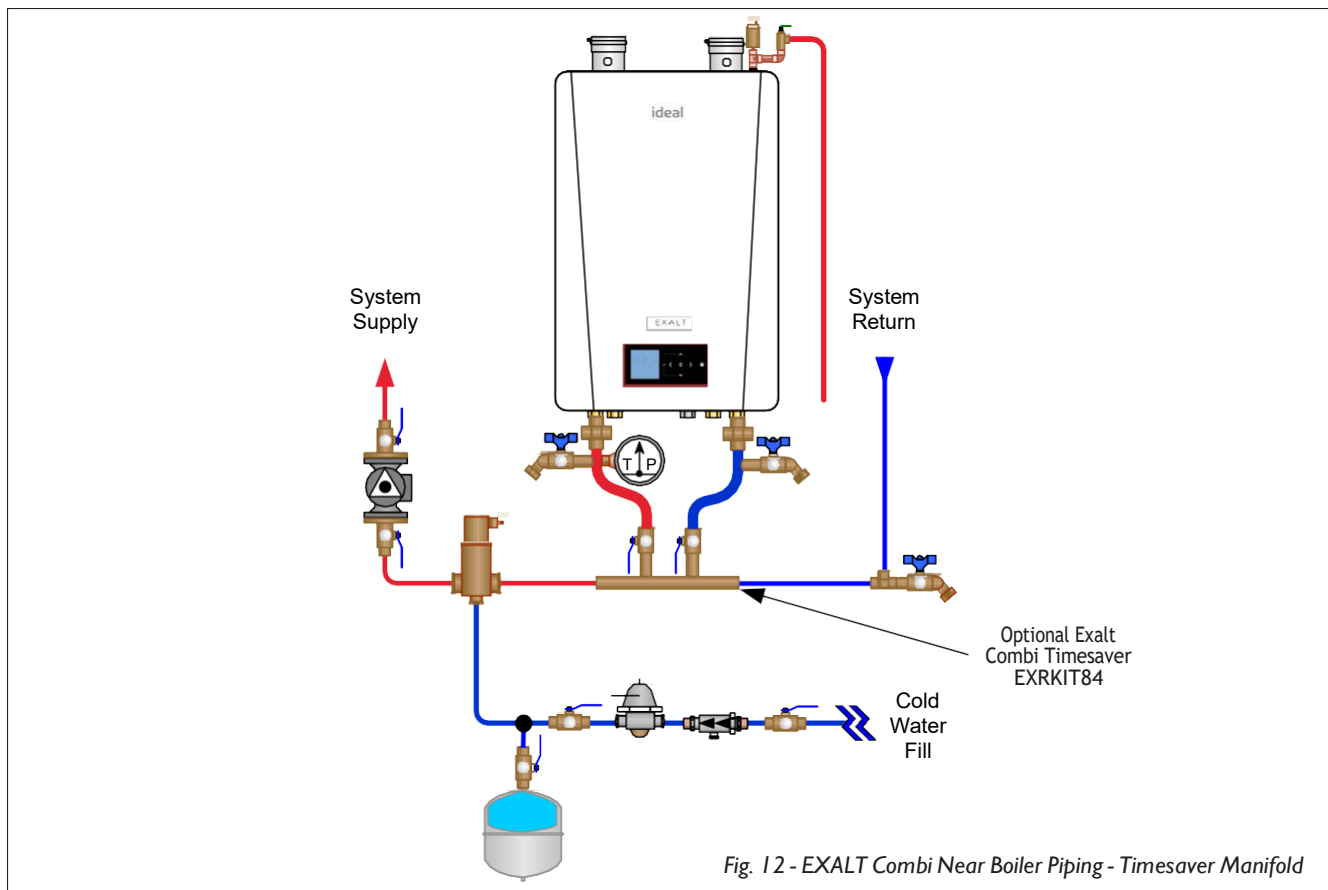 ideal
EXALT
System
Supply
System
Return
T P
Optional Exalt
Combi Timesaver
EXRKIT84
Cold
Water
Fill
Fig. 12 - EXALT Combi Near Boiler Piping - Timesaver Manifold